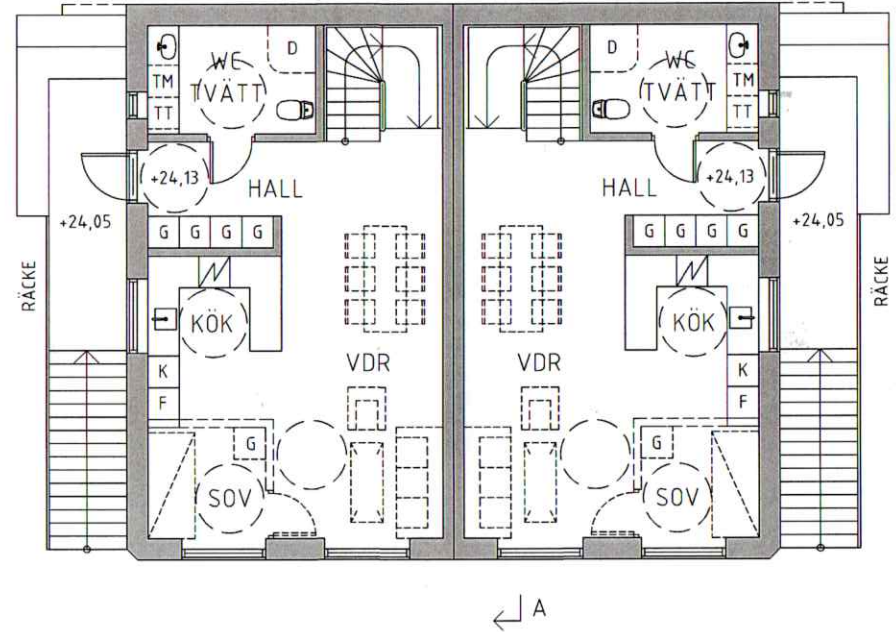 D D
WC WC
TM TVÄTT TVÄTT TM
TT TT
+24,13 HALL HALL +24,13
+24,05 G G G G G G G G +24,05
RÄCKE RÄCKE
KÖK KÖK
K VDR VDR K
F F
G G
SOV SOV
A